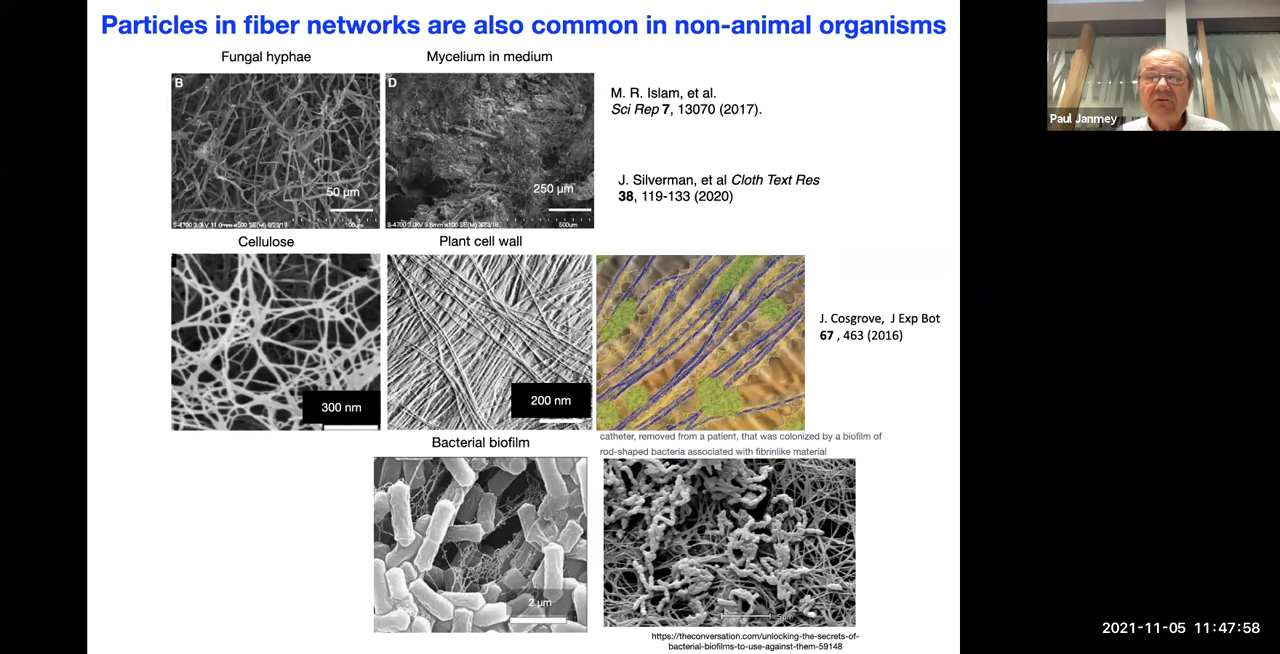 Particles in fiber networks are also common in non-animal organisms
Fungal hyphae
Mycelium in medium
B
D
M. R. Islam, et al.
Sci Rep 7, 13070 (2017).
J. Silverman, et al Cloth Text Res
38, 119-133 (2020)
50 µm
250 µm
100um
500um
Cellulose
Plant cell wall
J. Cosgrove, J Exp Bot
67 , 463 (2016)
300 nm
200 nm
catheter, removed from a patient, that was colonized by a biofilm of
rod-shaped bacteria associated with fibrinlike material
Bacterial biofilm
2 µm
https://theconversation.com/unlocking-the-secrets-of-
bacterial-biofilms-to-use-against-them-59148
Paul Janmey
2021-11-05 11:47:58